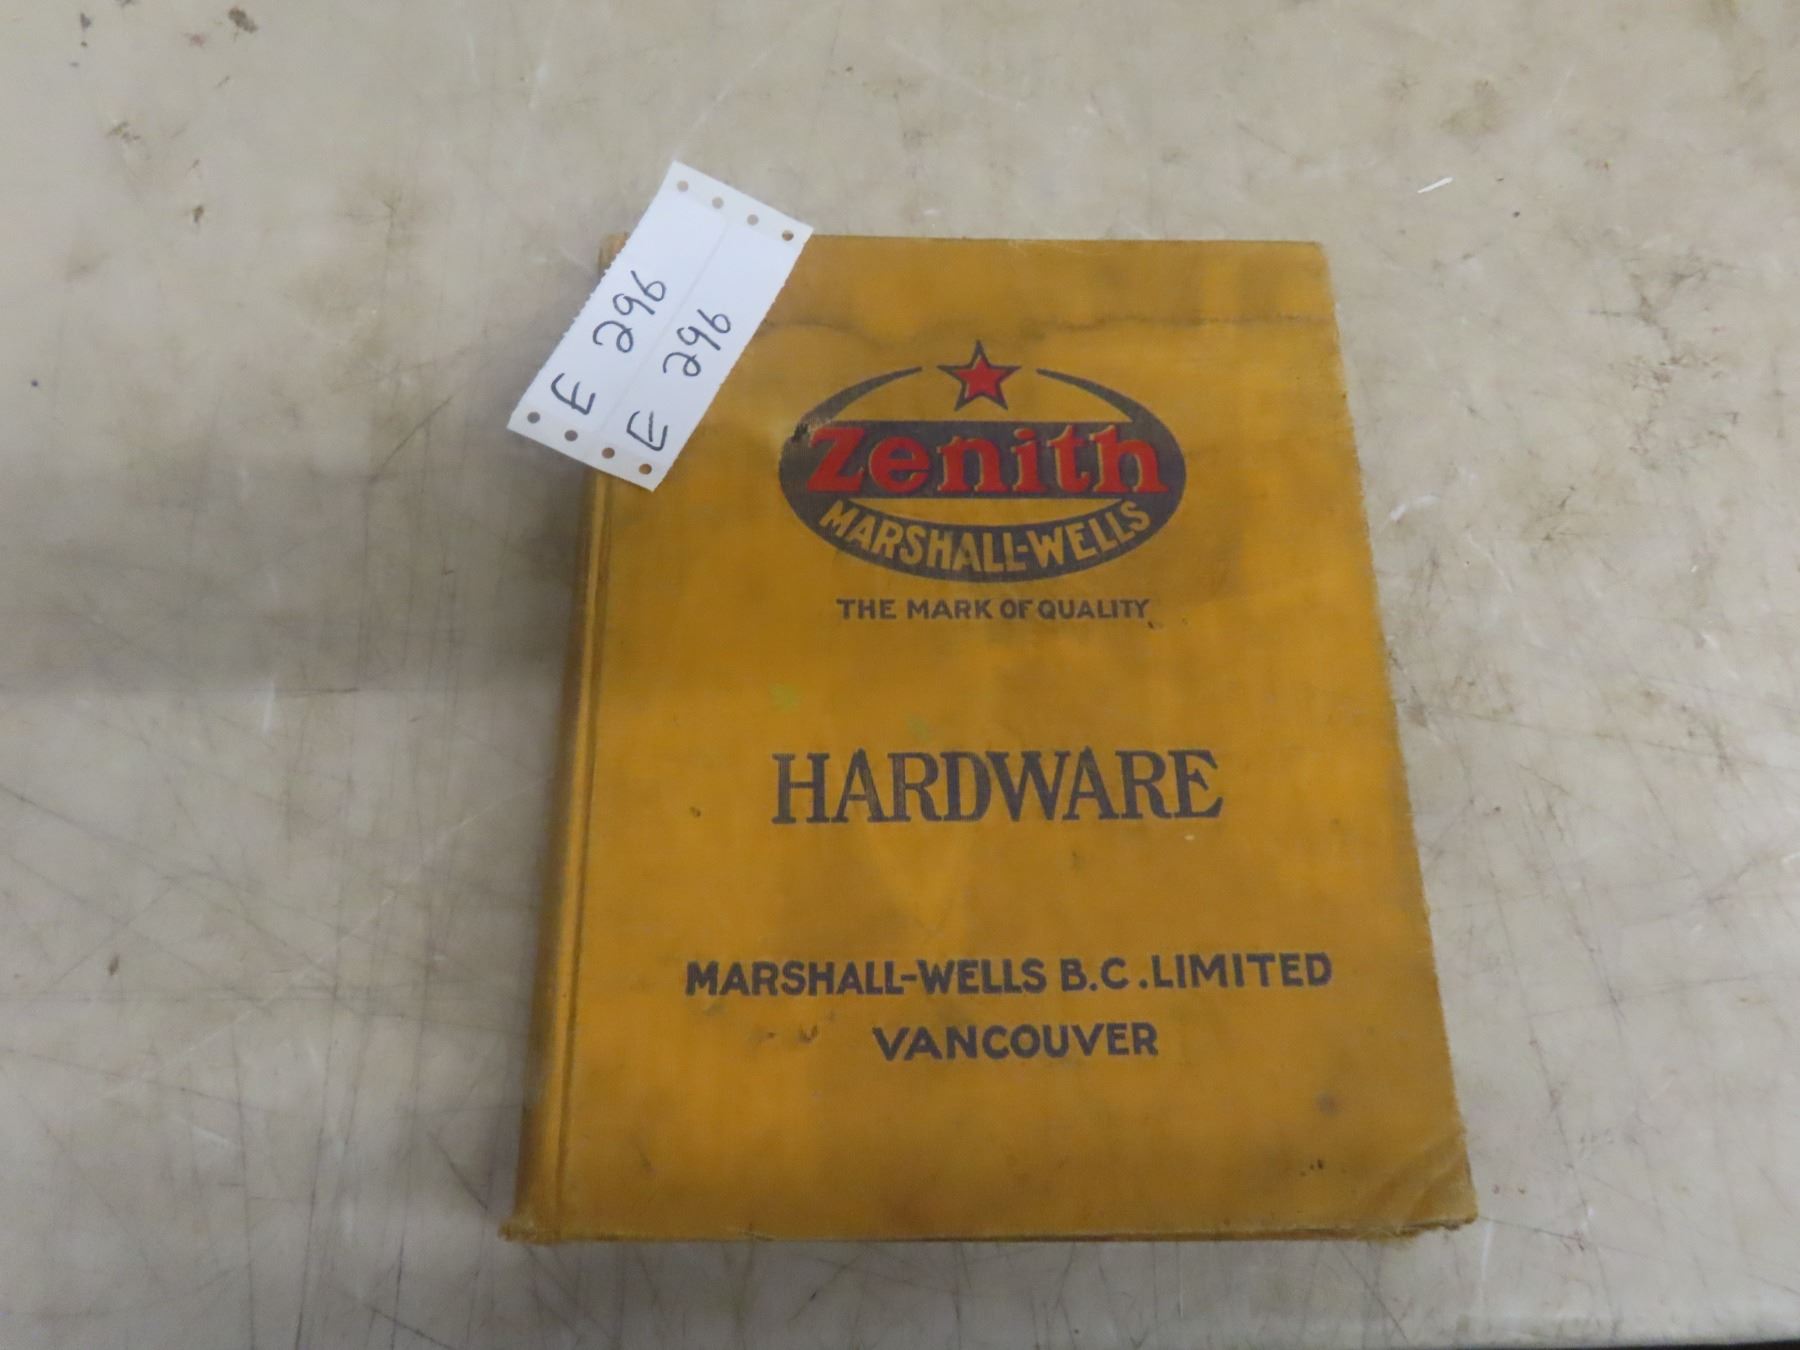 E 296
E 296
Zenith
MARSHALL-WELLS
THE MARK OF QUALITY
HARDWARE
MARSHALL-WELLS B.C. LIMITED
VANCOUVER